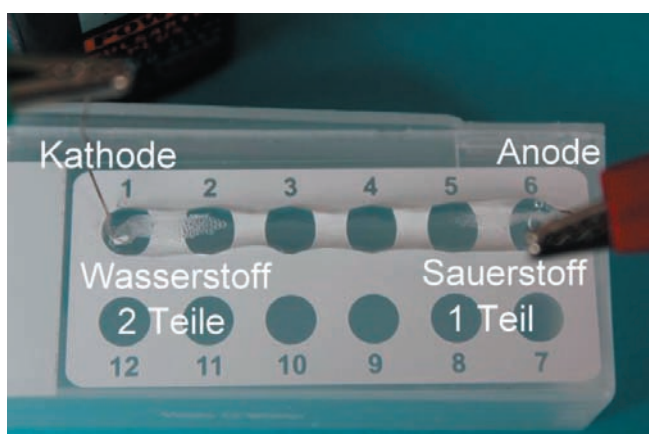 Kathode
Anode
1 2 3 4 5 6
Wasserstoff
Sauerstoff
2 Teile
1 Teil
12 11 10 9 8 7